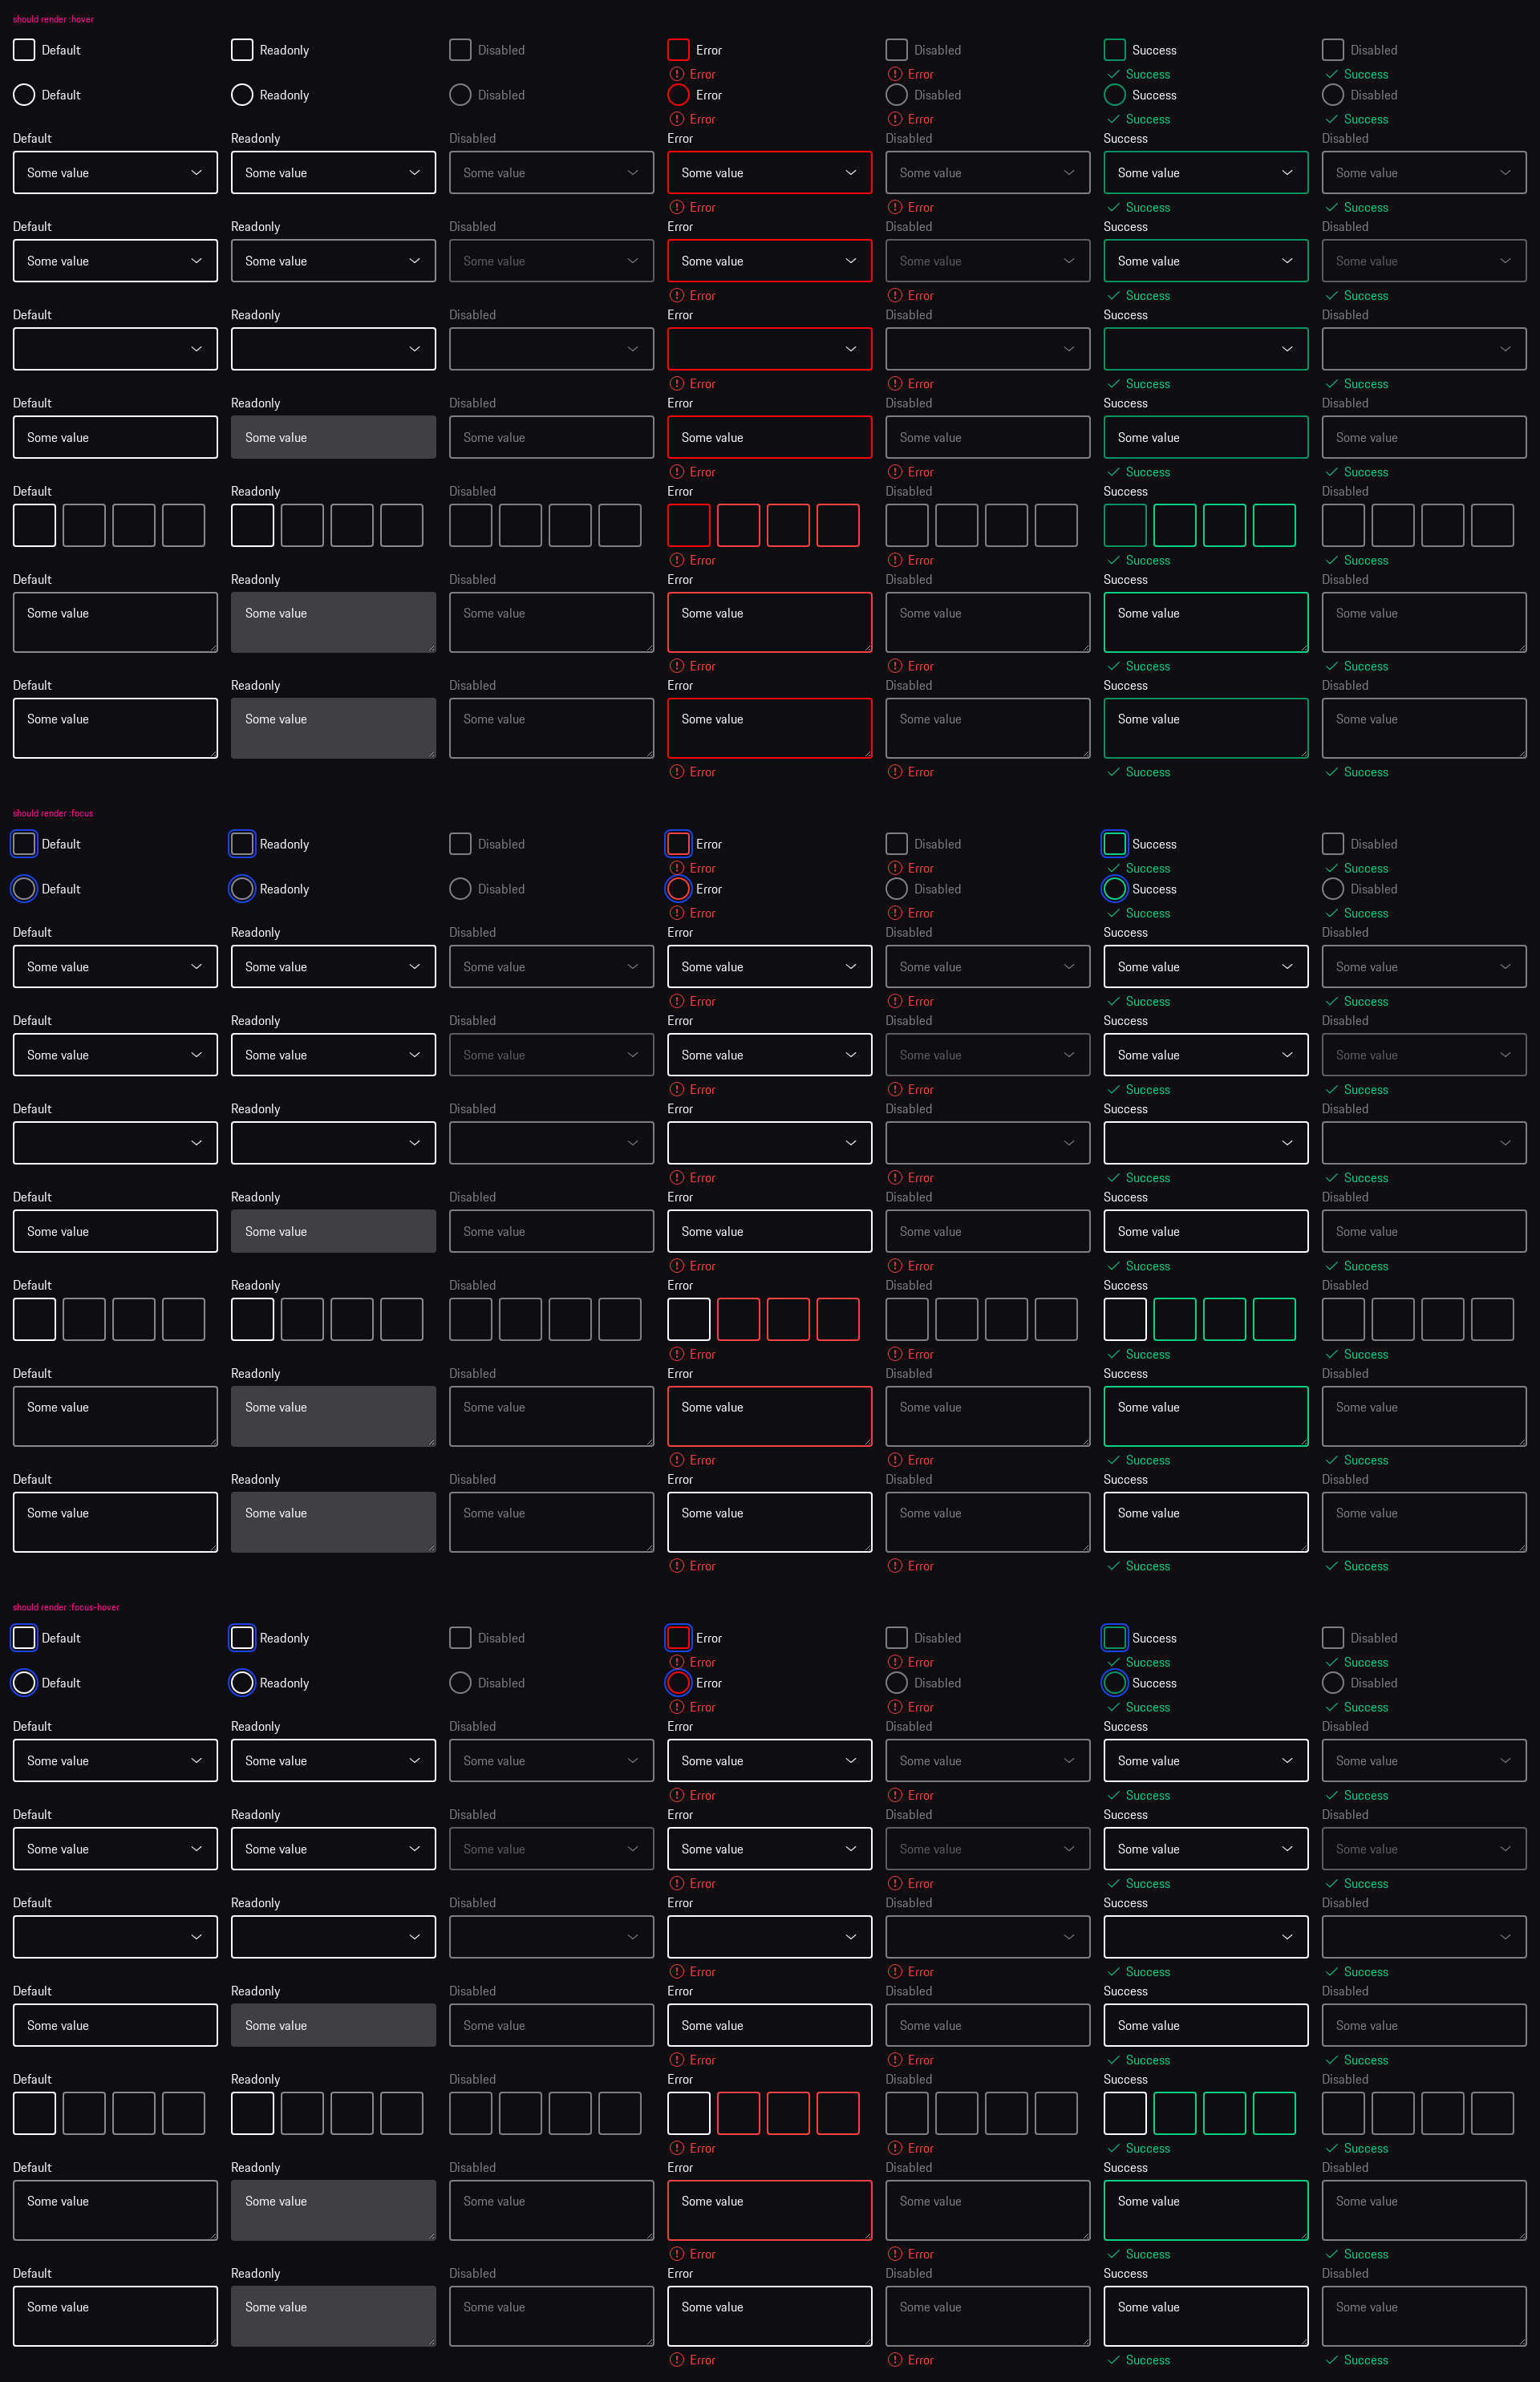 should render :hover
Default Readonly Disabled Error Disabled Success Disabled
Error Error Success Success
Default Readonly Disabled Error Disabled Success Disabled
Error Error Success Success
Default Readonly Disabled Error Disabled Success Disabled
Some value Some value Some value Some value Some value Some value Some value
Error Error Success Success
Default Readonly Disabled Error Disabled Success Disabled
Some value Some value Some value Some value Some value Some value Some value
Error Error Success Success
Default Readonly Disabled Error Disabled Success Disabled
Error Error Success Success
Default Readonly Disabled Error Disabled Success Disabled
Some value Some value Some value Some value Some value Some value Some value
Error Error Success Success
Default Readonly Disabled Error Disabled Success Disabled
Error Error Success Success
Default Readonly Disabled Error Disabled Success Disabled
Some value Some value Some value Some value Some value Some value Some value
Error Error Success Success
Default Readonly Disabled Error Disabled Success Disabled
Some value Some value Some value Some value Some value Some value Some value
Error Error Success Success
should render :focus
Default Readonly Disabled Error Disabled Success Disabled
Error Error Success Success
Default Readonly Disabled Error Disabled Success Disabled
Error Error Success Success
Default Readonly Disabled Error Disabled Success Disabled
Some value Some value Some value Some value Some value Some value Some value
Error Error Success Success
Default Readonly Disabled Error Disabled Success Disabled
Some value Some value Some value Some value Some value Some value Some value
Error Error Success Success
Default Readonly Disabled Error Disabled Success Disabled
Error Error Success Success
Default Readonly Disabled Error Disabled Success Disabled
Some value Some value Some value Some value Some value Some value Some value
Error Error Success Success
Default Readonly Disabled Error Disabled Success Disabled
Error Error Success Success
Default Readonly Disabled Error Disabled Success Disabled
Some value Some value Some value Some value Some value Some value Some value
Error Error Success Success
Default Readonly Disabled Error Disabled Success Disabled
Some value Some value Some value Some value Some value Some value Some value
Error Error Success Success
should render :focus-hover
Default Readonly Disabled Error Disabled Success Disabled
Error Error Success Success
Default Readonly Disabled Error Disabled Success Disabled
Error Error Success Success
Default Readonly Disabled Error Disabled Success Disabled
Some value Some value Some value Some value Some value Some value Some value
Error Error Success Success
Default Readonly Disabled Error Disabled Success Disabled
Some value Some value Some value Some value Some value Some value Some value
Error Error Success Success
Default Readonly Disabled Error Disabled Success Disabled
Error Error Success Success
Default Readonly Disabled Error Disabled Success Disabled
Some value Some value Some value Some value Some value Some value Some value
Error Error Success Success
Default Readonly Disabled Error Disabled Success Disabled
Error Error Success Success
Default Readonly Disabled Error Disabled Success Disabled
Some value Some value Some value Some value Some value Some value Some value
Error Error Success Success
Default Readonly Disabled Error Disabled Success Disabled
Some value Some value Some value Some value Some value Some value Some value
Error Error Success Success